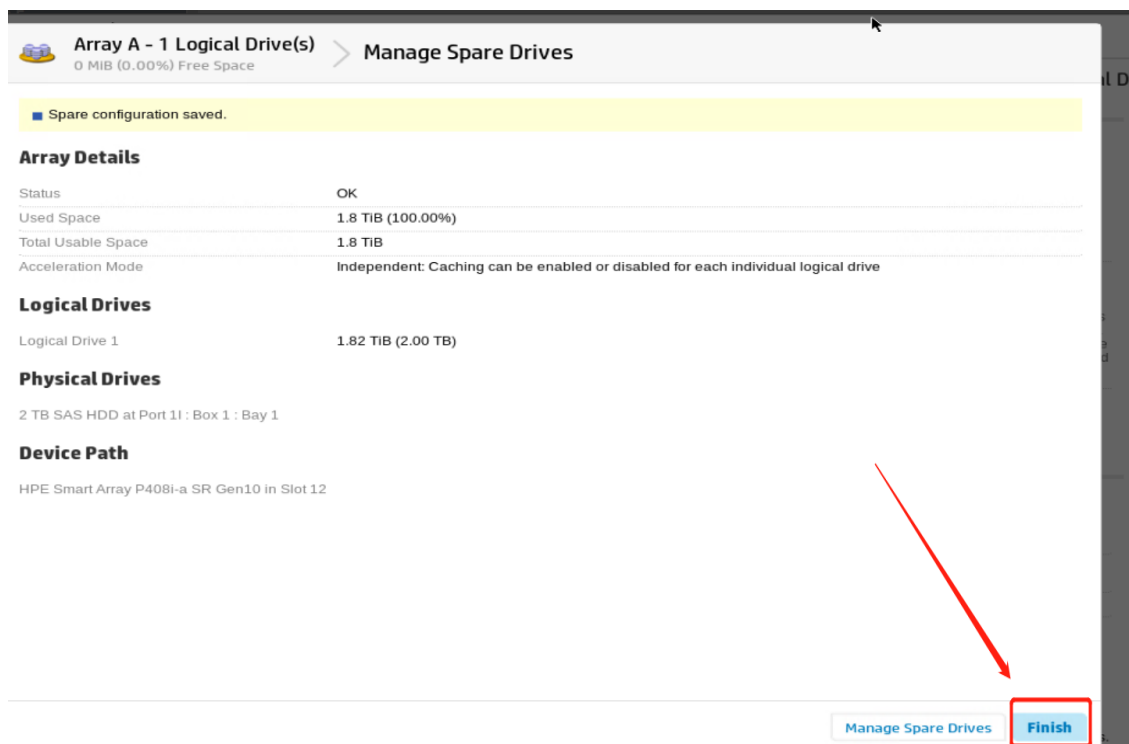 Array A - 1 Logical Drive(s)
0 MiB (0.00%) Free Space
Manage Spare Drives
Spare configuration saved.
Array Details
Status OK
Used Space 1.8 TiB (100.00%)
Total Usable Space 1.8 TiB
Acceleration Mode Independent: Caching can be enabled or disabled for each individual logical drive
Logical Drives
Logical Drive 1 1.82 TiB (2.00 TB)
Physical Drives
2 TB SAS HDD at Port 1I : Box 1 : Bay 1
Device Path
HPE Smart Array P408i-a SR Gen10 in Slot 12
Manage Spare Drives
Finish